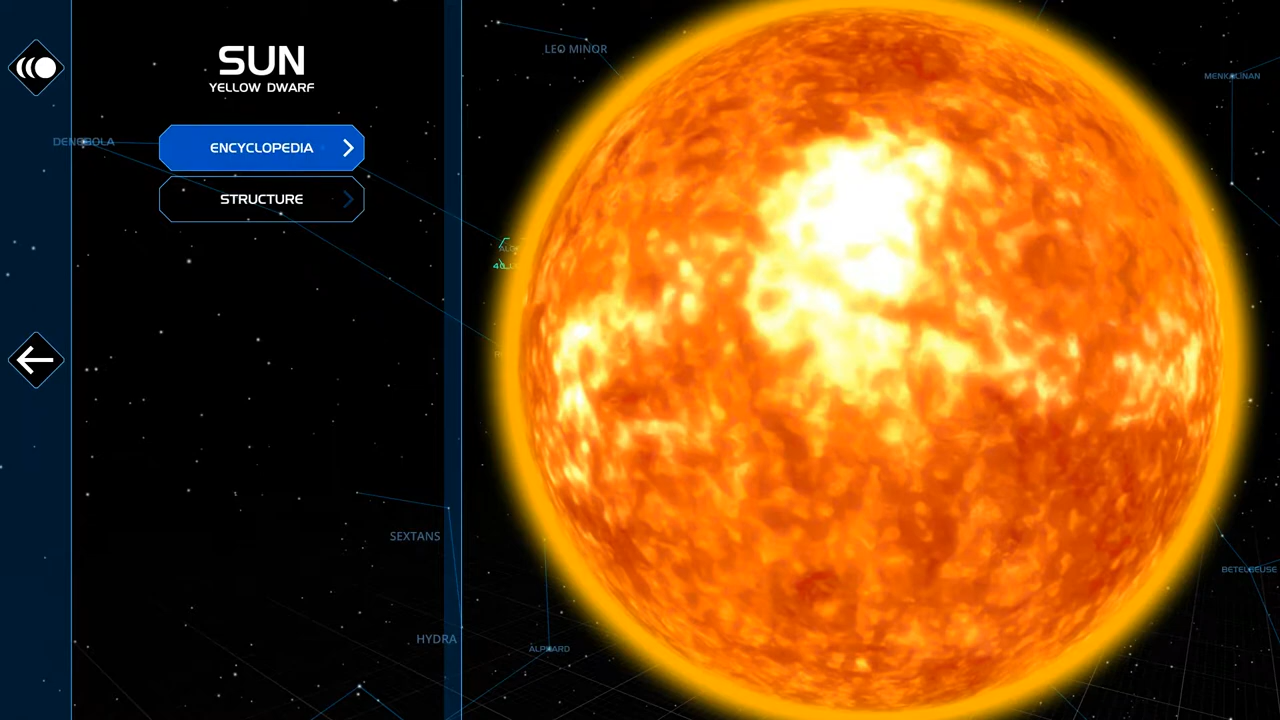 SUN
YELLOW DWARF
ENCYCLOPEDIA
STRUCTURE
LEO MINOR
MENKALINAN
DENEBOLA
SEXTANS
HYDRA
ALPHARD
BETELGEUSE